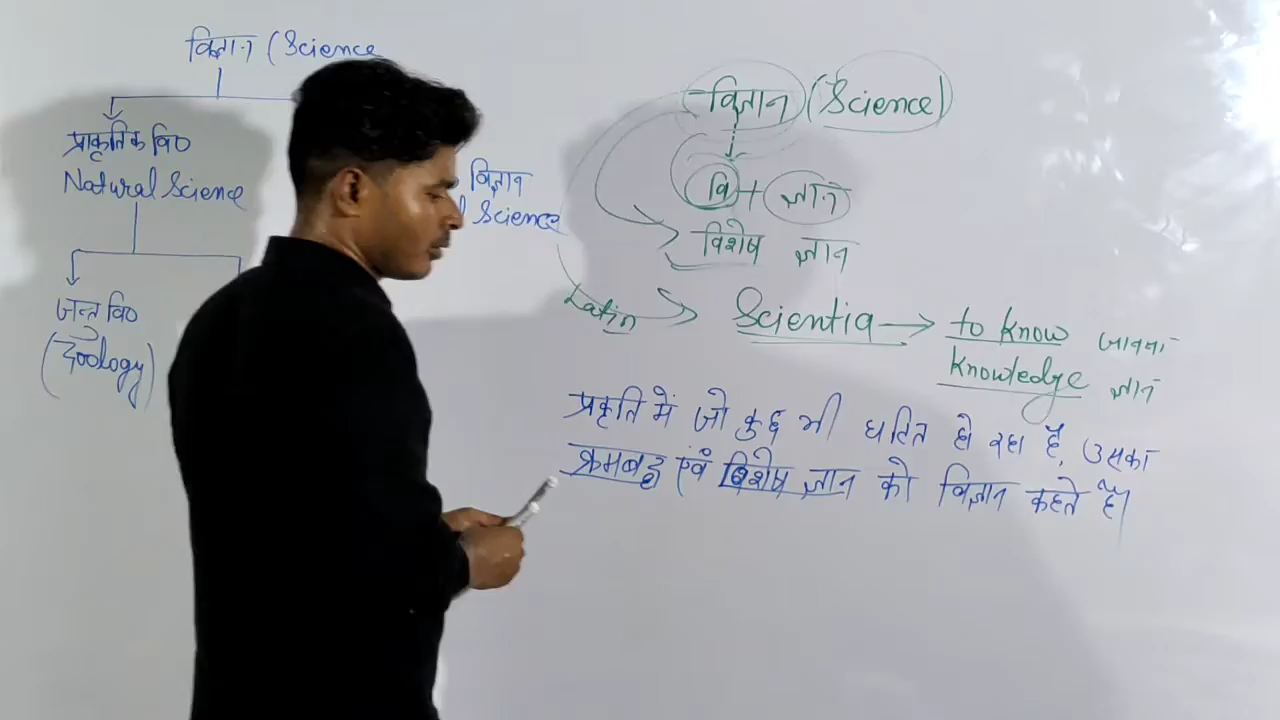 विज्ञान (Science
प्राकृतिक वि०
Natural Science
जन्तु वि०
(Zoology)
विज्ञान
Science
विज्ञान (Science)
वि + ज्ञान
विशेष ज्ञान
Latin Scientia → to know जानना
knowledge ज्ञान
प्रकृति में जो कुछ भी घटित हो रहा है, उसका
क्रमबद्ध एवं विशेष ज्ञान को विज्ञान कहते हैं।